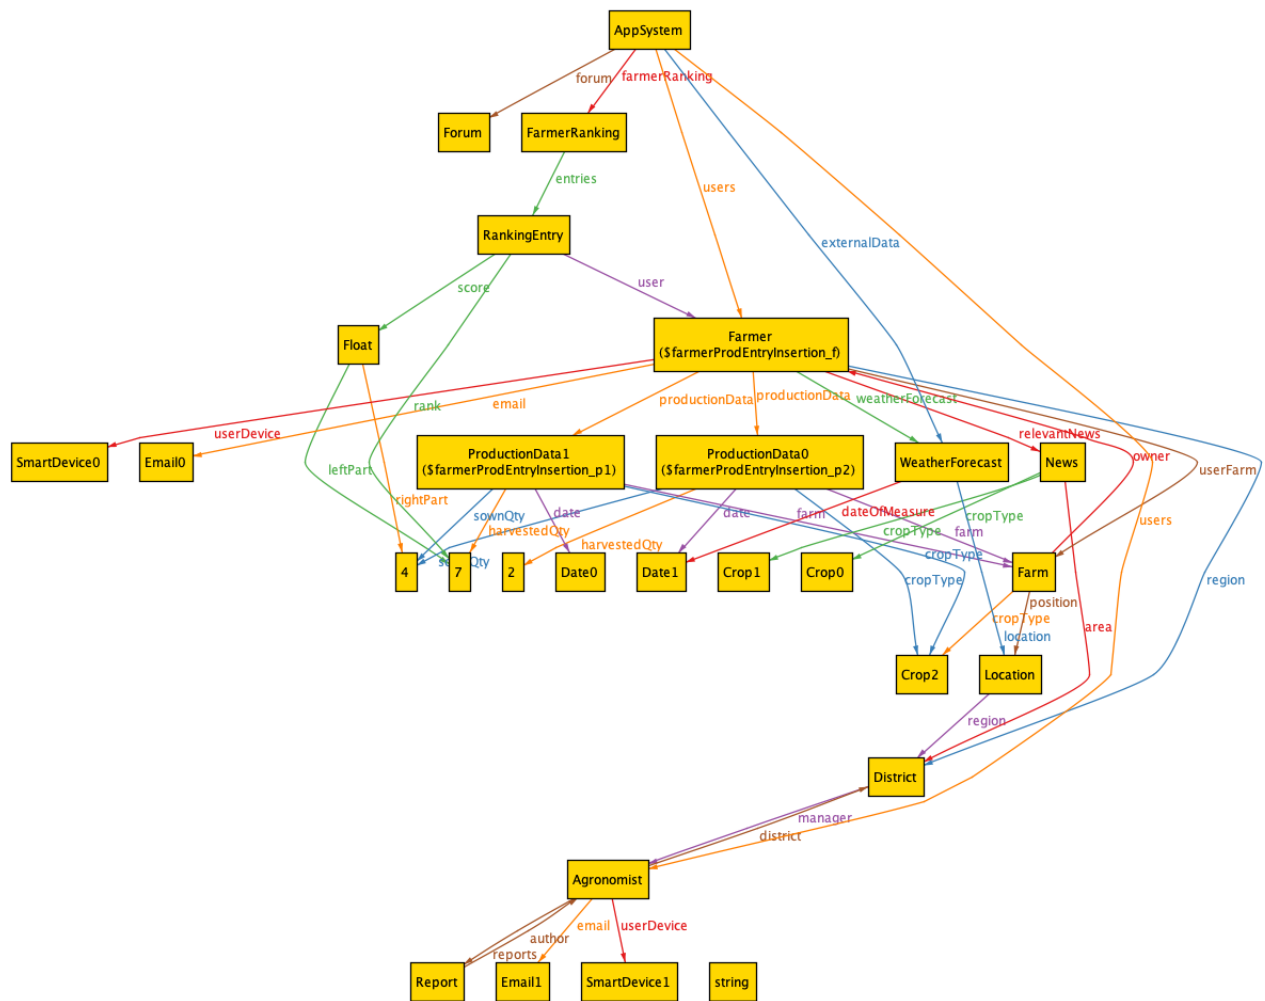 AppSystem
forum
farmerRanking
Forum
FarmerRanking
users
entries
RankingEntry
externalData
user
score
Farmer
($farmerProdEntryInsertion_f)
Float
productionData
productionData
weatherForecast
email
rank
userDevice
relevantNews
owner
SmartDevice0
Email0
ProductionData1
($farmerProdEntryInsertion_p1)
ProductionData0
($farmerProdEntryInsertion_p2)
WeatherForecast
News
userFarm
leftPart
rightPart
sownQty
date
date
farm
dateOfMeasure
users
harvestedQty
cropType
cropType
farm
harvestedQty
cropType
4
7
2
Date0
Date1
Crop1
Crop0
Farm
cropType
region
position
cropType
location
area
Crop2
Location
region
District
manager
district
Agronomist
email
userDevice
author
reports
Report
Email1
SmartDevice1
string